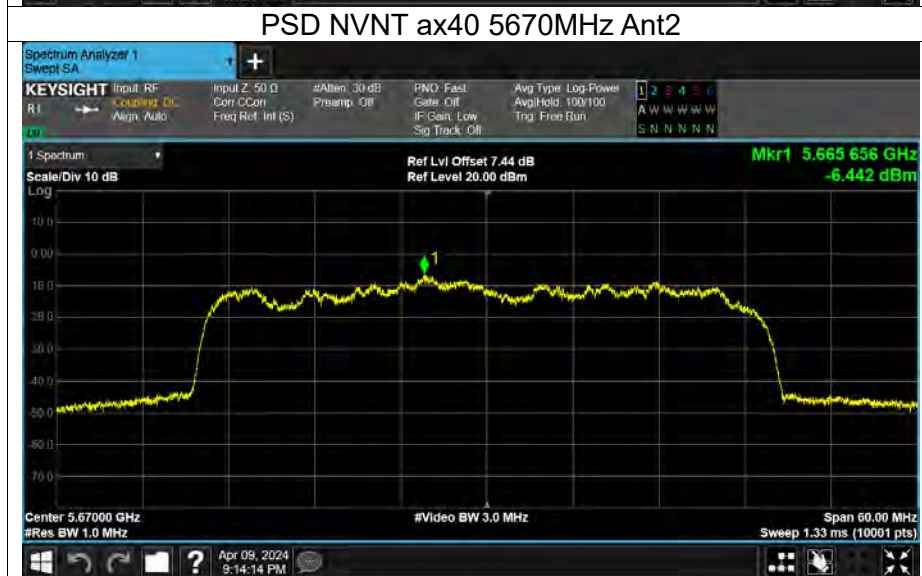 PSD NVNT ax40 5670MHz Ant2
Spectrum Analyzer 1
Swept SA
+
KEYSIGHT Input: RF Input Z: 50 Ω #Atten: 30 dB PNO: Fast Avg Type: Log-Power 1 2 3 4 5 6
Coupling: DC Corr CCorr Preamp: Off Gate: Off Avg|Hold: 100/100 A W W W W W
Align: Auto Freq Ref: Int (S) IF Gain: Low Trig: Free Run
Sig Track: Off S N N N N N
1 Spectrum Ref Lvl Offset 7.44 dB Mkr1 5.665 656 GHz
Scale/Div 10 dB Ref Level 20.00 dBm -6.442 dBm
Log
10.0
0.00
1
-10.0
-20.0
-30.0
-40.0
-50.0
-60.0
-70.0
Center 5.67000 GHz #Video BW 3.0 MHz Span 60.00 MHz
#Res BW 1.0 MHz Sweep 1.33 ms (10001 pts)
? Apr 09, 2024
9:14:14 PM